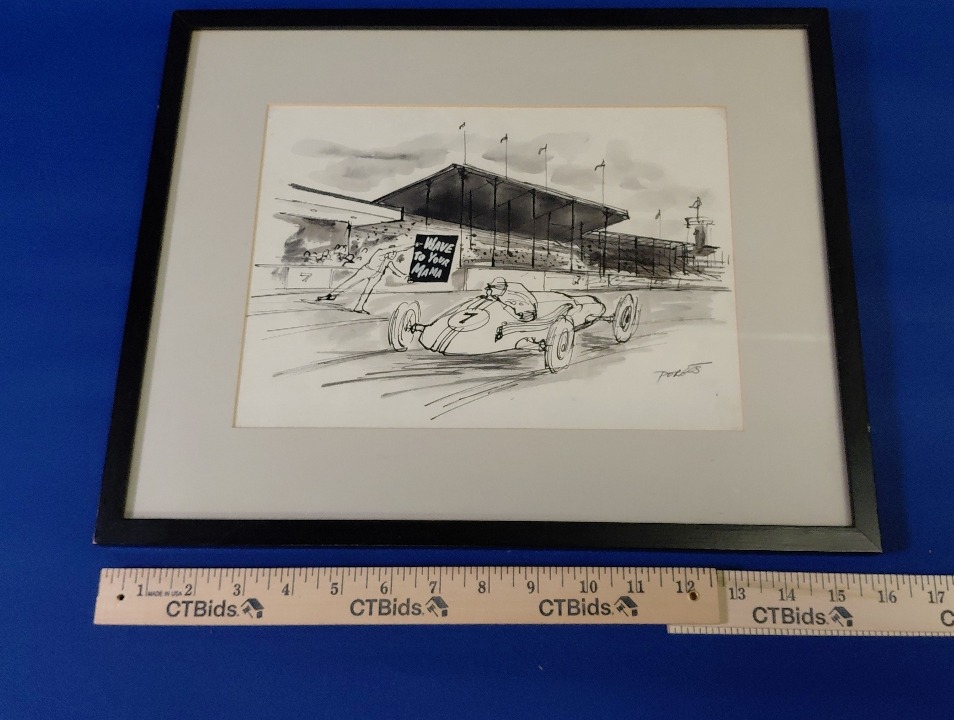 WAVE
TO YOUR
MAMA
7
1 MADE IN USA 2 3 4 5 6 7 8 9 10 11 12
13 14 15 16 17
CTBids. CTBids. CTBids.
CTBids. C